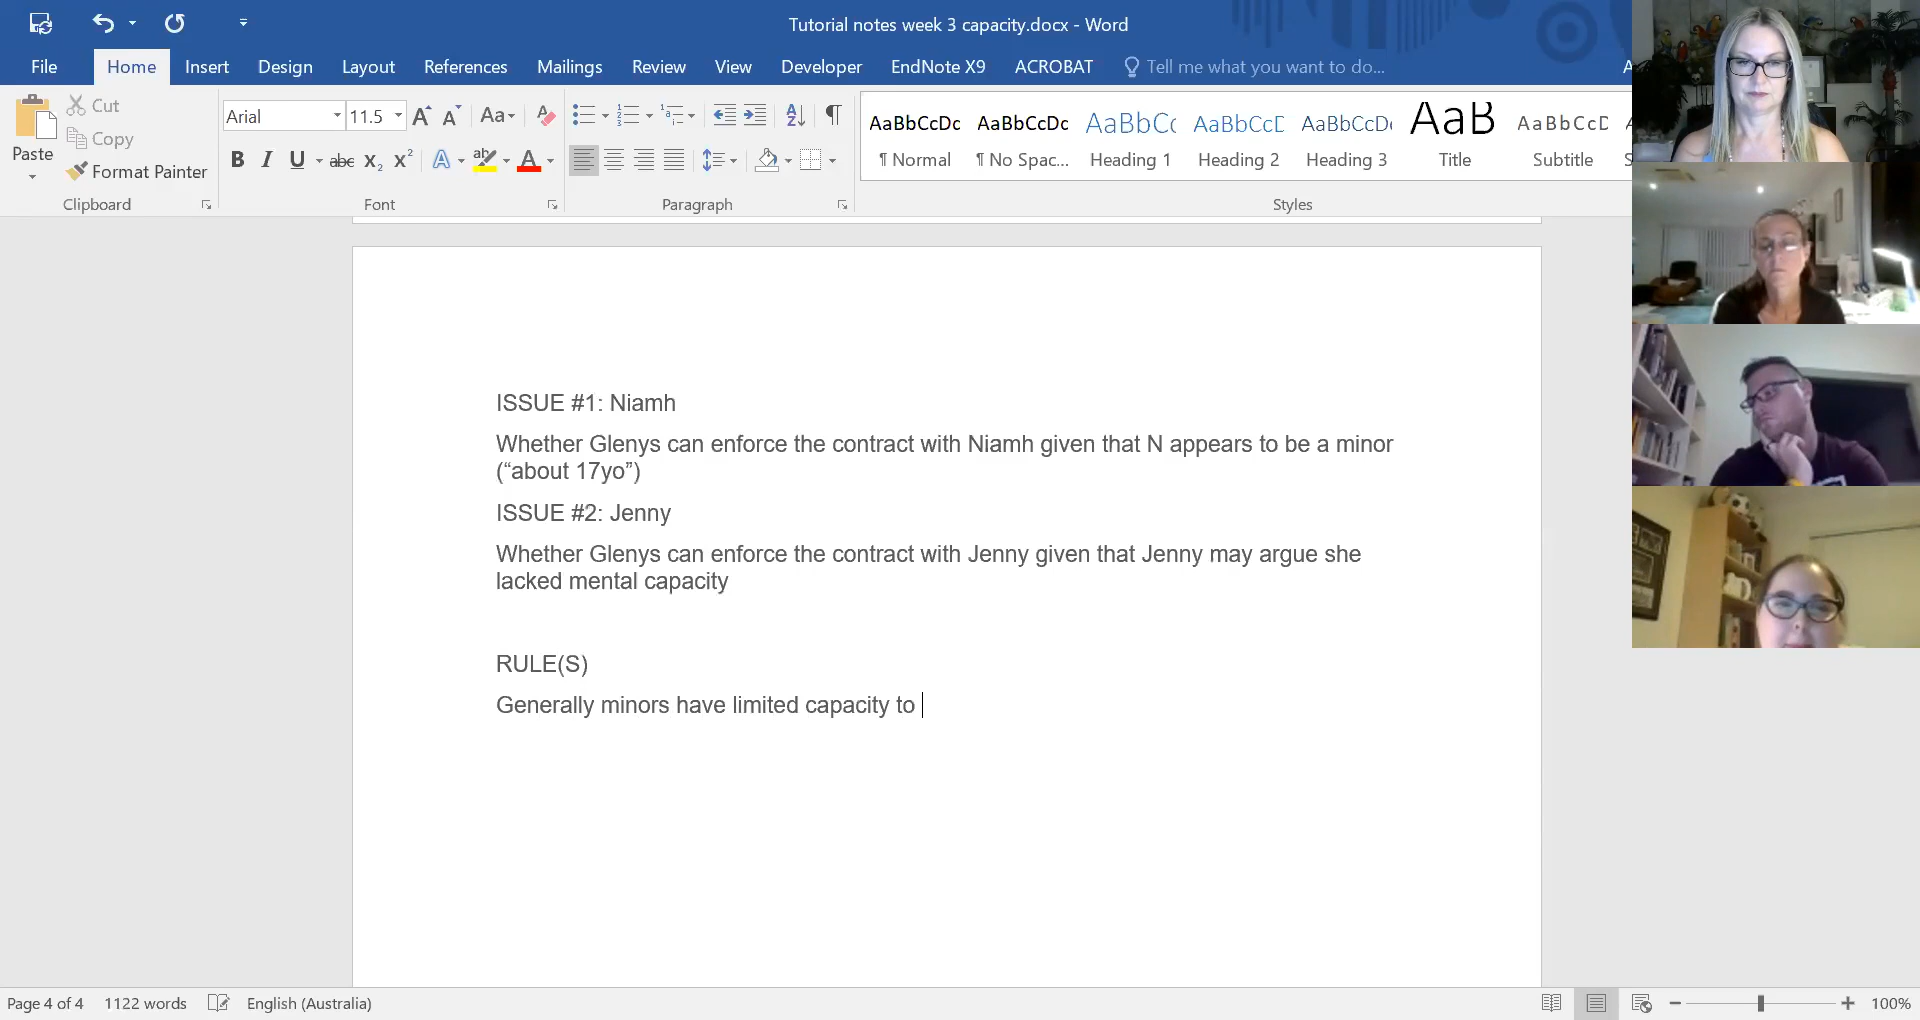 Tutorial notes week 3 capacity.docx - Word
File Home Insert Design Layout References Mailings Review View Developer EndNote X9 ACROBAT Tell me what you want to do...
Paste
Cut
Copy
Format Painter
Clipboard
Arial 11.5
Font
Paragraph
AaBbCcDc AaBbCcDc AaBbCc AaBbCcD AaBbCcDc AaB AaBbCcD
¶ Normal ¶ No Spac... Heading 1 Heading 2 Heading 3 Title Subtitle
Styles
ISSUE #1: Niamh
Whether Glenys can enforce the contract with Niamh given that N appears to be a minor
(“about 17yo”)
ISSUE #2: Jenny
Whether Glenys can enforce the contract with Jenny given that Jenny may argue she
lacked mental capacity
RULE(S)
Generally minors have limited capacity to
Page 4 of 4 1122 words English (Australia) 100%